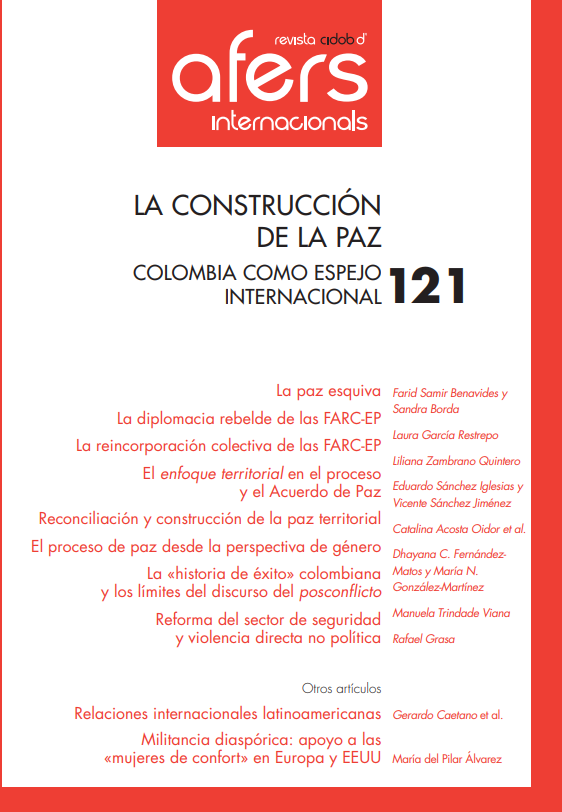 revista cidob d'
afers
internacionals
LA CONSTRUCCIÓN
DE LA PAZ
COLOMBIA COMO ESPEJO
INTERNACIONAL
121
La paz esquiva
Farid Samir Benavides y
Sandra Borda
La diplomacia rebelde de las FARC-EP
Laura García Restrepo
La reincorporación colectiva de las FARC-EP
Liliana Zambrano Quintero
El enfoque territorial en el proceso
y el Acuerdo de Paz
Eduardo Sánchez Iglesias y
Vicente Sánchez Jiménez
Reconciliación y construcción de la paz territorial
Catalina Acosta Oidor et al.
El proceso de paz desde la perspectiva de género
Dhayana C. Fernández-
Matos y María N.
González-Martínez
La «historia de éxito» colombiana
y los límites del discurso del posconflicto
Manuela Trindade Viana
Reforma del sector de seguridad
y violencia directa no política
Rafael Grasa
Otros artículos
Relaciones internacionales latinoamericanas
Gerardo Caetano et al.
Militancia diaspórica: apoyo a las
«mujeres de confort» en Europa y EEUU
María del Pilar Álvarez